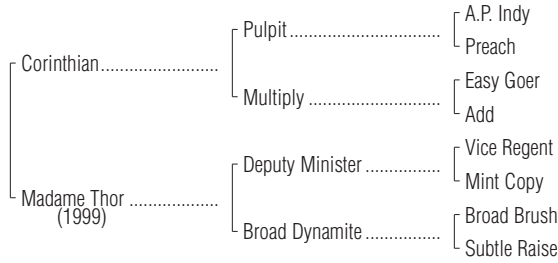 A.P. Indy
Pulpit
Preach
Corinthian
Easy Goer
Multiply
Add
Vice Regent
Deputy Minister
Mint Copy
Madame Thor
(1999)
Broad Brush
Broad Dynamite
Subtle Raise